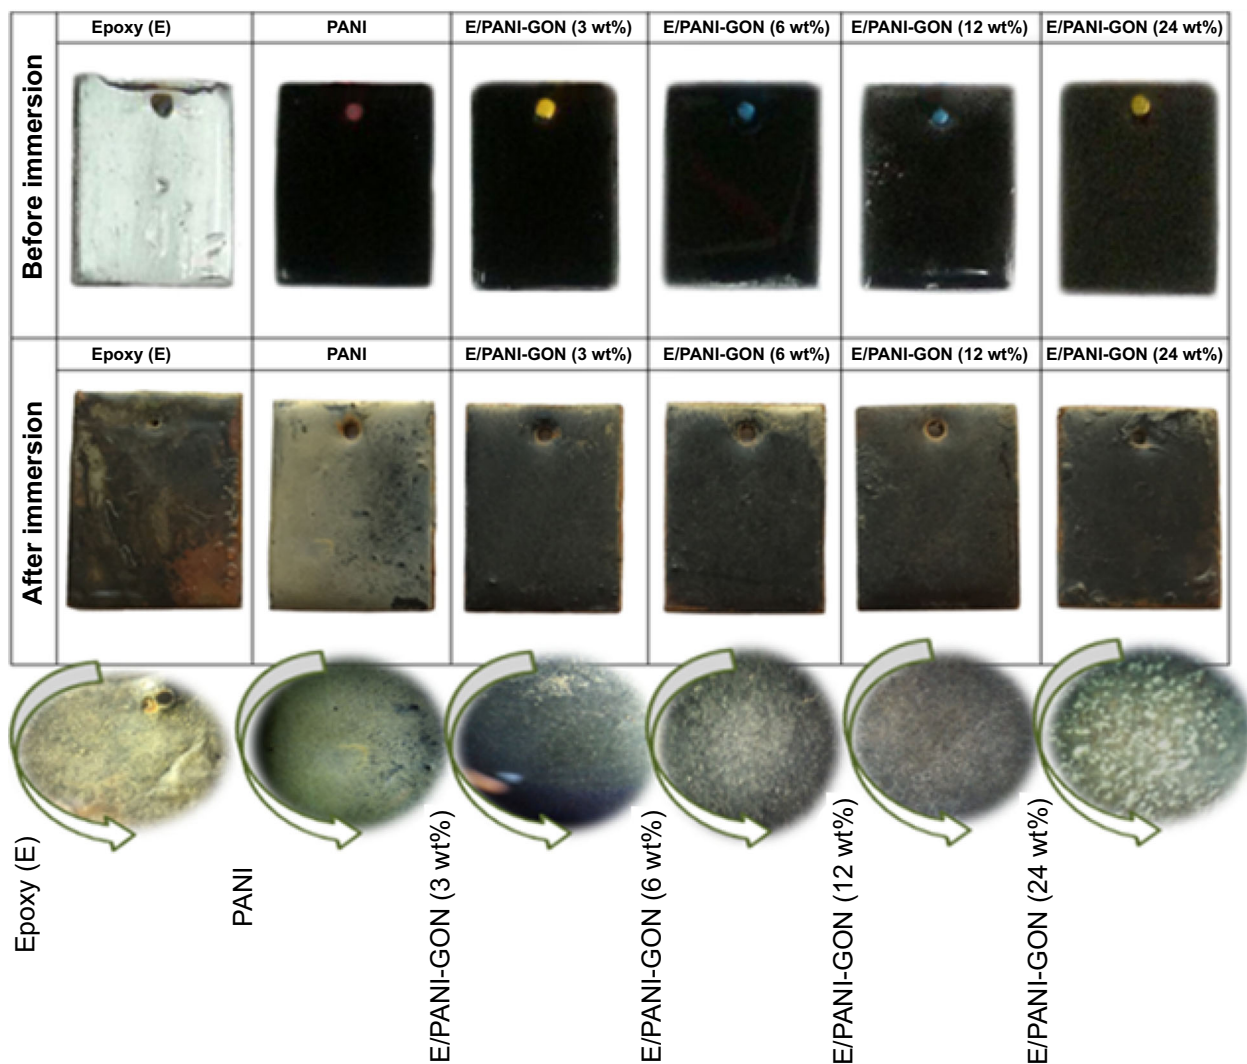 Epoxy (E)
PANI
E/PANI-GON (3 wt%)
E/PANI-GON (6 wt%)
E/PANI-GON (12 wt%)
E/PANI-GON (24 wt%)
Before immersion
Epoxy (E)
PANI
E/PANI-GON (3 wt%)
E/PANI-GON (6 wt%)
E/PANI-GON (12 wt%)
E/PANI-GON (24 wt%)
After immersion
Epoxy (E)
PANI
E/PANI-GON (3 wt%)
E/PANI-GON (6 wt%)
E/PANI-GON (12 wt%)
E/PANI-GON (24 wt%)